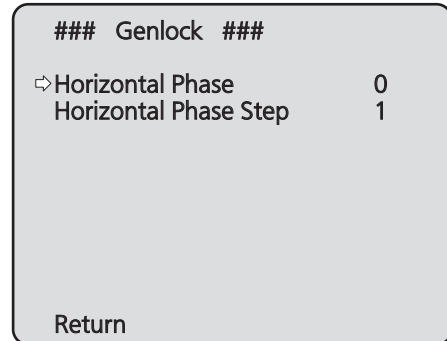 ### Genlock ###
⇨Horizontal Phase 0
Horizontal Phase Step 1
Return